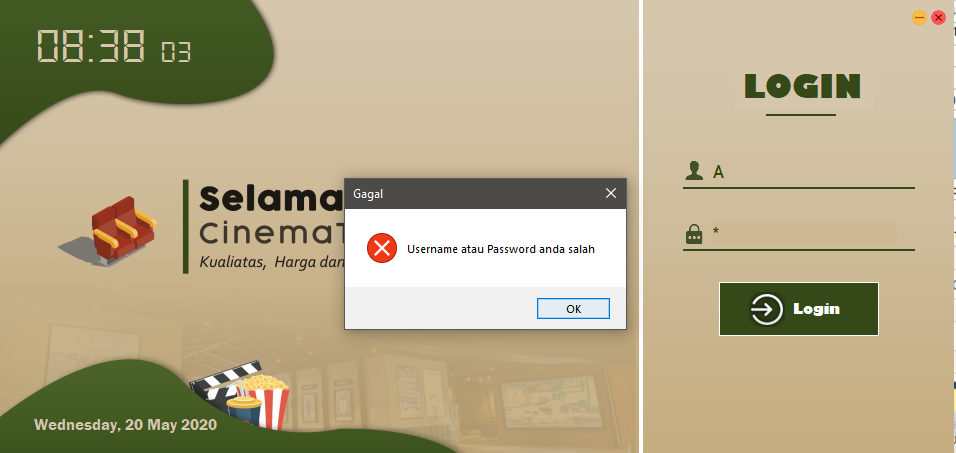 08:38 03
LOGIN
A
*
Login
Selama
Cinema
Kualiatas, Harga dan
Gagal
Username atau Password anda salah
OK
Wednesday, 20 May 2020